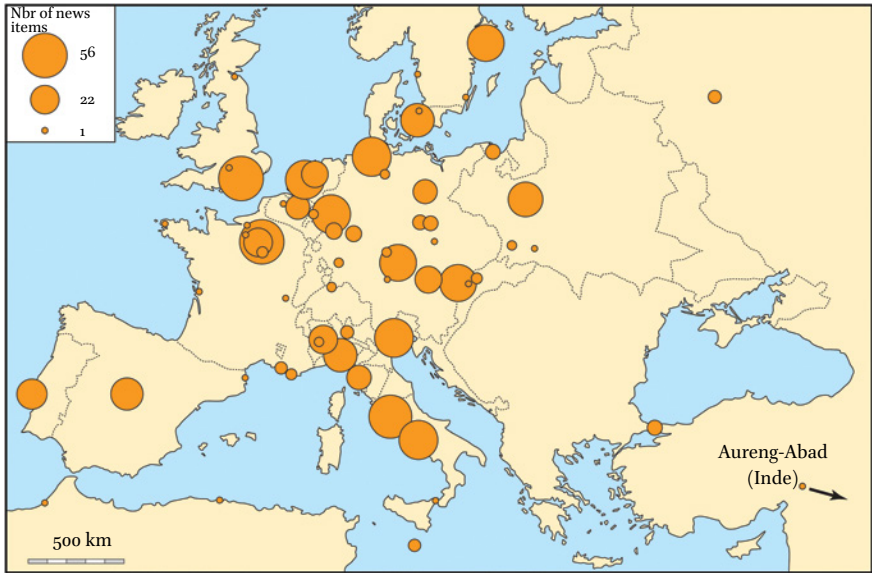 Nbr of news
items
56
22
1
Aureng-Abad
(Inde)
500 km